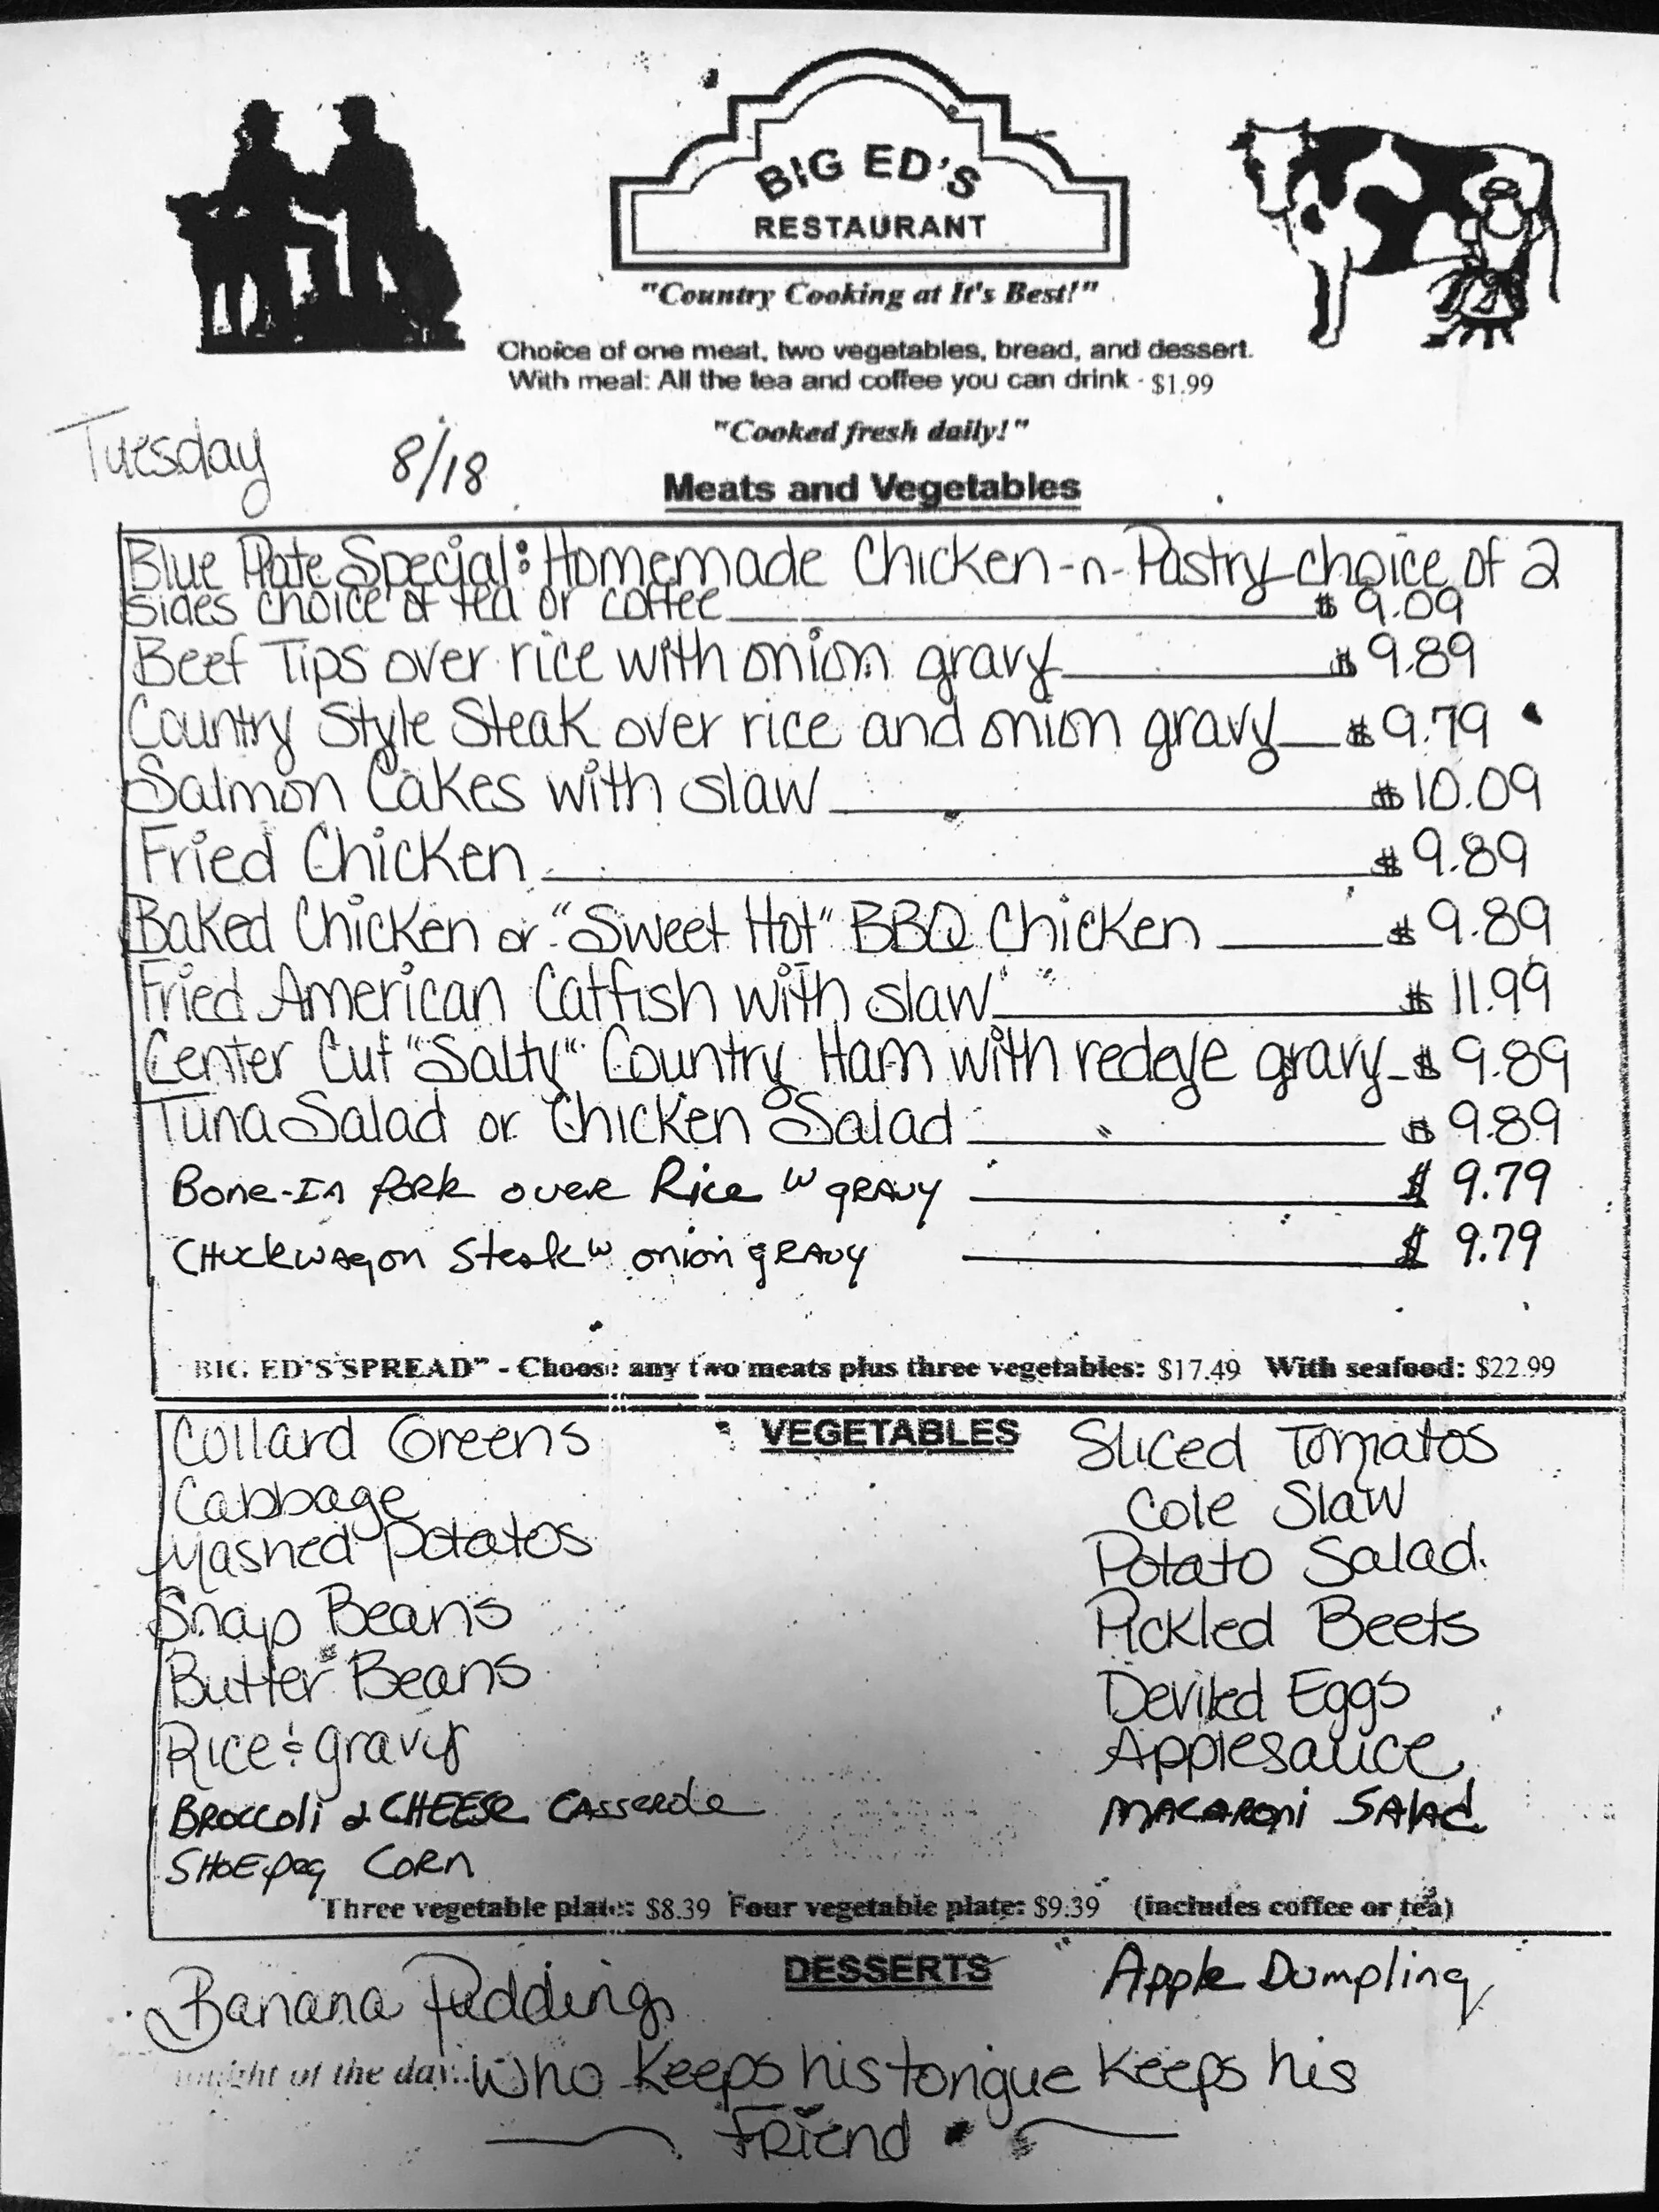 BIG ED'S
RESTAURANT
"Country Cooking at It's Best!"
Choice of one meat, two vegetables, bread, and dessert.
With meal: All the tea and coffee you can drink - $1.99
"Cooked fresh daily!"
Tuesday 8/18
Meats and Vegetables
Blue Plate Special: Homemade Chicken-n-Pastry choice of 2
sides choice of tea or coffee $ 9.09
Beef Tips over rice with onion gravy $ 9.89
Country Style Steak over rice and onion gravy $ 9.79
Salmon Cakes with slaw $ 10.09
Fried Chicken $ 9.89
Baked Chicken or "Sweet Hot" BBQ Chicken $ 9.89
Fried American Catfish with slaw $ 11.99
Center Cut "Salty" Country Ham with redeye gravy $ 9.89
Tuna Salad or Chicken Salad $ 9.89
Bone-In Pork over Rice w gravy $ 9.79
Chuckwagon Steak w onion gravy $ 9.79
BIG ED'S "SPREAD" - Choose any two meats plus three vegetables: $17.49 With seafood: $22.99
VEGETABLES
Collard Greens
Cabbage
Mashed Potatos
Snap Beans
Butter Beans
Rice & gravy
BROCCOLI & CHEESE CASSEROLE
SHOEpeg CORN
Sliced Tomatos
Cole Slaw
Potato Salad
Pickled Beets
Deviled Eggs
Applesauce
MACARONI SALAD
Three vegetable plate: $8.39 Four vegetable plate: $9.39 (includes coffee or tea)
DESSERTS
Banana Pudding
Apple Dumpling
of the day... Who keeps his tongue keeps his
Friend